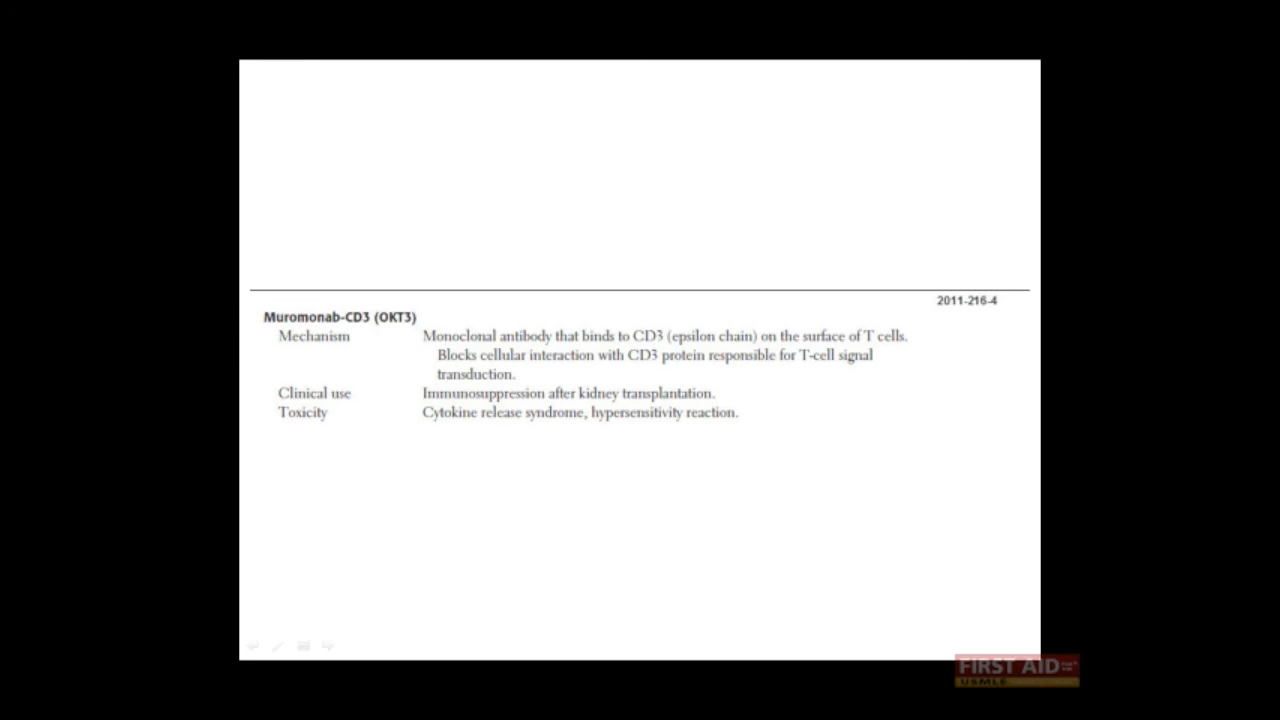 2011-216-4
Muromonab-CD3 (OKT3)
Mechanism Monoclonal antibody that binds to CD3 (epsilon chain) on the surface of T cells.
Blocks cellular interaction with CD3 protein responsible for T-cell signal
transduction.
Clinical use Immunosuppression after kidney transplantation.
Toxicity Cytokine release syndrome, hypersensitivity reaction.
FIRST AID
USMLE